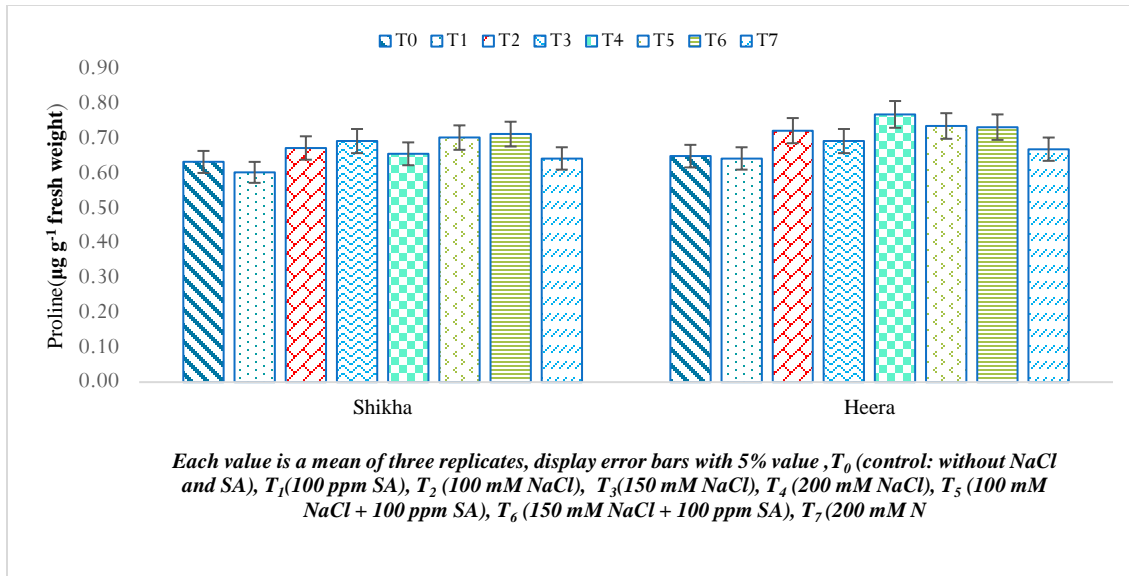 T0 T1 T2 T3 T4 T5 T6 T7
0.90
0.80
0.70
0.60
0.50
0.40
0.30
0.20
0.10
0.00
Proline(µg g-1 fresh weight)
Shikha
Heera
Each value is a mean of three replicates, display error bars with 5% value ,T0 (control: without NaCl
and SA), T1(100 ppm SA), T2 (100 mM NaCl), T3(150 mM NaCl), T4 (200 mM NaCl), T5 (100 mM
NaCl + 100 ppm SA), T6 (150 mM NaCl + 100 ppm SA), T7 (200 mM N